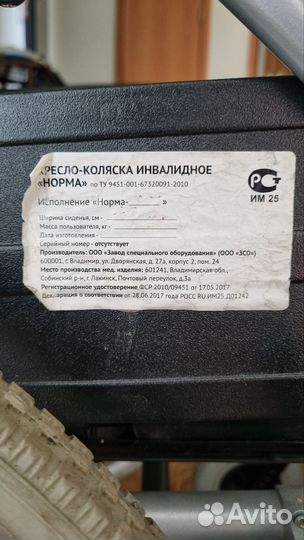 КРЕСЛО-КОЛЯСКА ИНВАЛИДНОЕ
«НОРМА» по ТУ 9451-001-67320091-2010
РСТ
ИМ 25
Исполнение «Норма- »
Ширина сиденья, см -
Масса пользователя, кг -
Дата изготовления -
Серийный номер - отсутствует
Производитель: ООО «Завод специального оборудования» (ООО «ЗСО»)
600001, г. Владимир, ул. Дворянская, д. 27а, корпус 2, пом. 24
Место производства мед. изделия: 601241, Владимирская обл.,
Собинский р-н, г. Лакинск, Почтовый переулок, д.3а
Регистрационное удостоверение ФСР 2010/09451 от 17.05.2017
Декларация о соответствии от 28.06.2017 года РОСС RU.ИМ25.Д01242
Avito